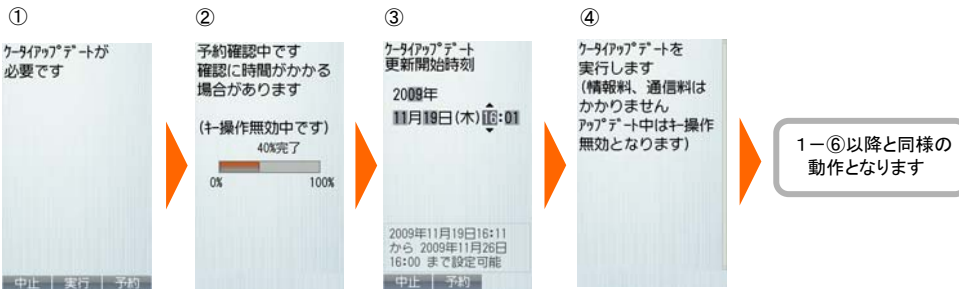 ①
ｹｰﾀｲｱｯﾌﾟﾃﾞｰﾄが
必要です
中止 実行 予約
②
予約確認中です
確認に時間がかかる
場合があります
(ｷｰ操作無効中です)
40%完了
0% 100%
③
ｹｰﾀｲｱｯﾌﾟﾃﾞｰﾄ
更新開始時刻
2009年
11月19日(木)16:01
2009年11月19日16:11
から 2009年11月26日
16:00 まで設定可能
中止 予約
④
ｹｰﾀｲｱｯﾌﾟﾃﾞｰﾄを
実行します
(情報料、通信料は
かかりません
ｱｯﾌﾟﾃﾞｰﾄ中はｷｰ操作
無効となります)
１－⑥以降と同様の
動作となります